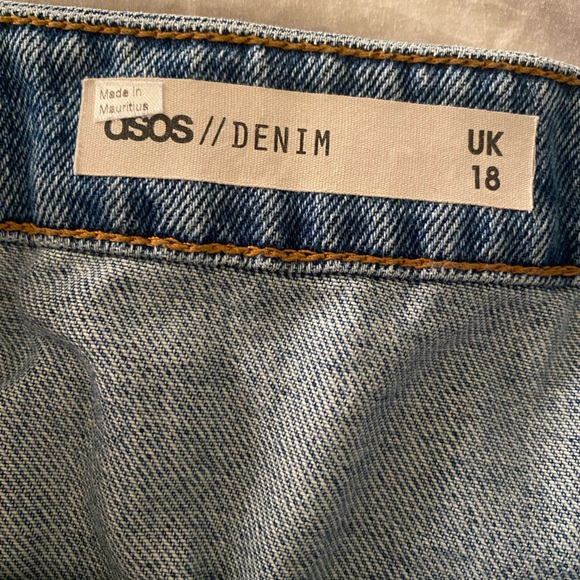 Made in
Mauritius
asos // DENIM
UK
18